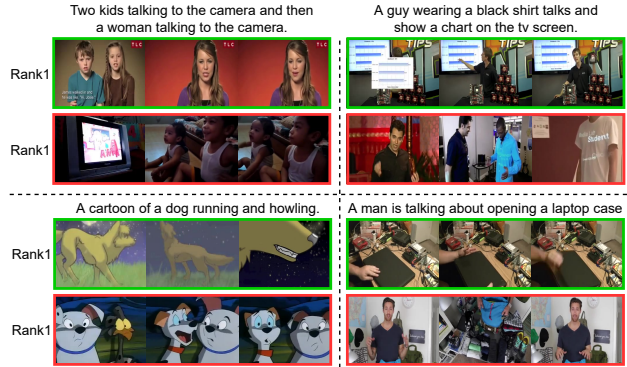 Two kids talking to the camera and then
a woman talking to the camera.
A guy wearing a black shirt talks and
show a chart on the tv screen.
Rank1
TLC
TLC
TIPS
TIPS
TIPS
Rank1
Student
A cartoon of a dog running and howling.
A man is talking about opening a laptop case
Rank1
Rank1